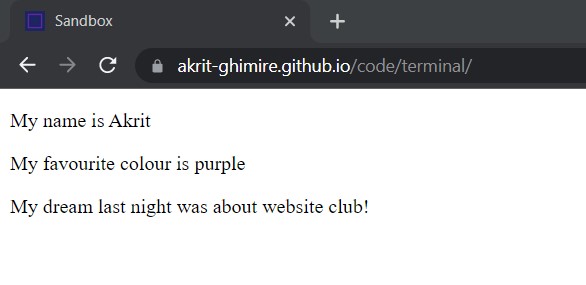 Sandbox
akrit-ghimire.github.io/code/terminal/
My name is Akrit
My favourite colour is purple
My dream last night was about website club!